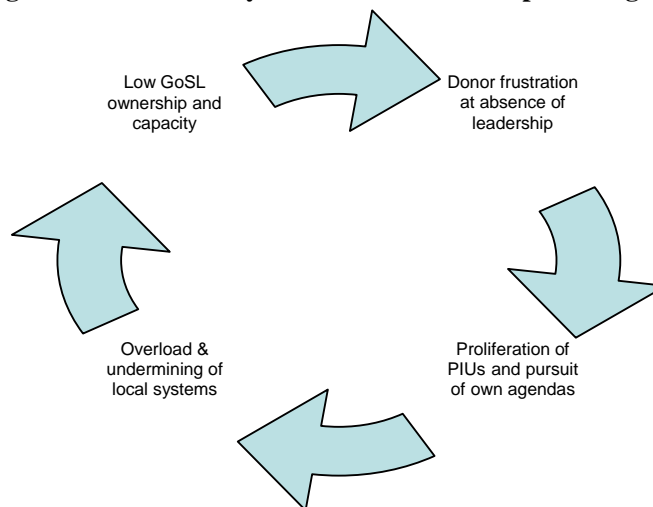 Low GoSL
ownership and
capacity
Donor frustration
at absence of
leadership
Overload &
undermining of
local systems
Proliferation of
PIUs and pursuit
of own agendas